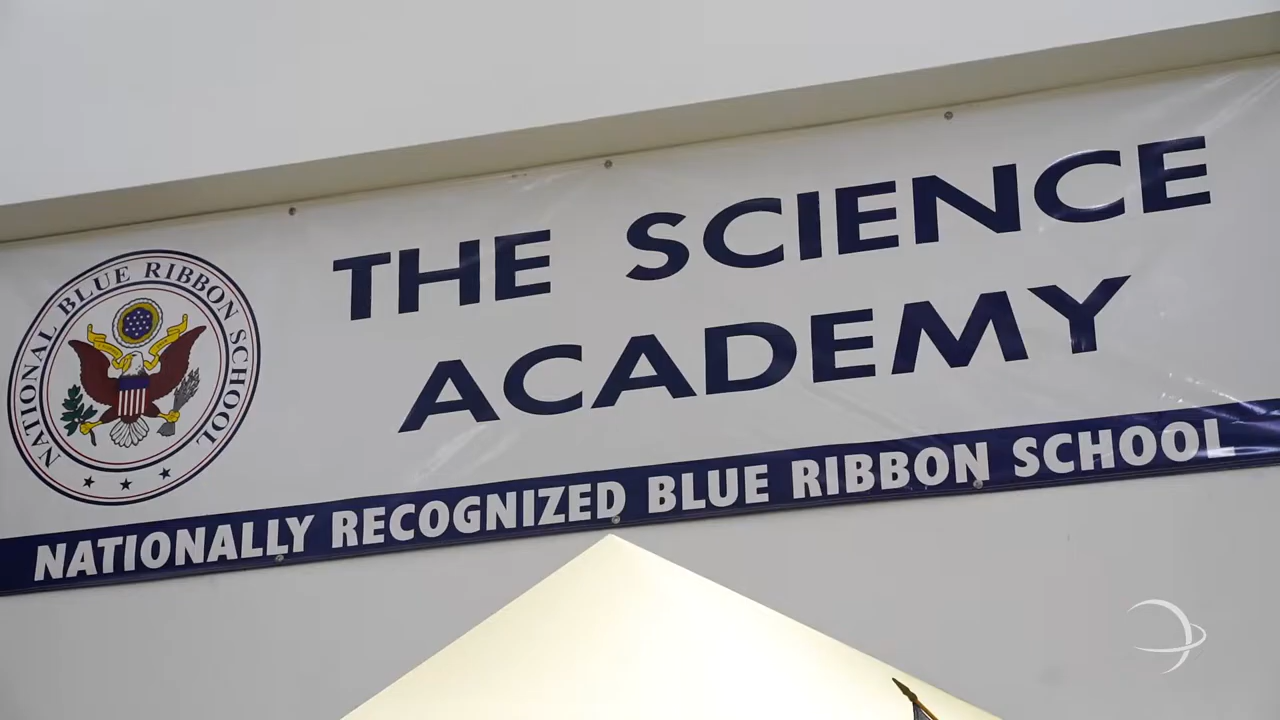 NATIONAL BLUE RIBBON SCHOOL
THE SCIENCE
ACADEMY
NATIONALLY RECOGNIZED BLUE RIBBON SCHOOL